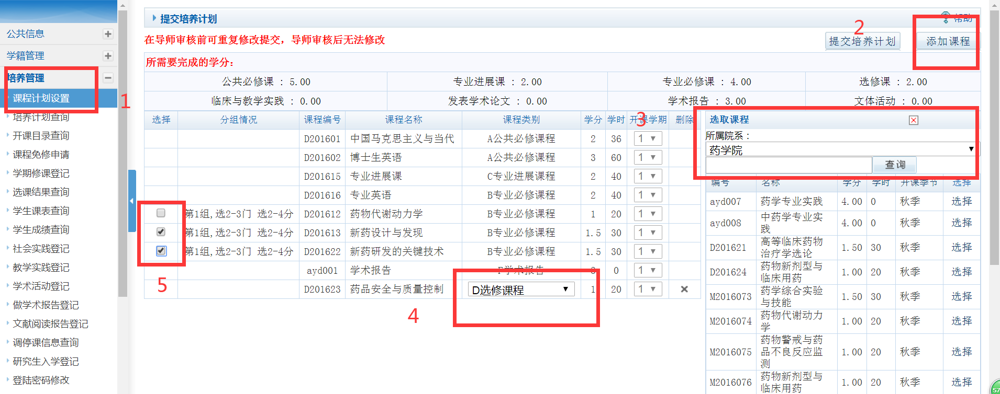 公共信息
学籍管理
培养管理
课程计划设置
培养计划查询
开课目录查询
课程免修申请
学期修课登记
选课结果查询
学生课表查询
学生成绩查询
社会实践登记
教学实践登记
学术活动登记
做学术报告登记
文献阅读报告登记
调停课信息查询
研究生入学登记
登陆密码修改
1
提交培养计划
帮助
在导师审核前可重复修改提交，导师审核后无法修改
2
提交培养计划 添加课程
所需要完成的学分：
公共必修课 ： 5.00 专业进展课 ： 2.00 专业必修课 ： 4.00 选修课 ： 2.00
临床与教学实践 ： 0.00 发表学术论文 ： 0.00 学术报告 ： 3.00 文体活动 ： 0.00
选择 分组情况 课程编号 课程名称 课程类别 学分 学时 开课学期 删除
3
D201601 中国马克思主义与当代 A公共必修课程 2 36 1
D201602 博士生英语 A公共必修课程 3 60 1
D201615 专业进展课 C专业进展课程 2 40 1
D201616 专业英语 B专业必修课程 2 40 1
第1组,选2-3门 选2-4分 D201612 药物代谢动力学 B专业必修课程 1 20 1
第1组,选2-3门 选2-4分 D201613 新药设计与发现 B专业必修课程 1.5 30 1
第1组,选2-3门 选2-4分 D201622 新药研发的关键技术 B专业必修课程 1.5 30 1
ayd001 学术报告 F学术报告 3 0 1
D201623 药品安全与质量控制 D选修课程 1 20 1
5
4
选取课程
所属院系：
药学院
查询
编号 名称 学分 学时 开课季节 选择
ayd007 药学专业实践 4.00 0 秋季 选择
ayd008 中药学专业实践 4.00 0 秋季 选择
D201621 高等临床药物治疗学选论 1.50 30 秋季 选择
D201624 药物新剂型与临床用药 1.00 20 秋季 选择
M2016073 药学综合实验与技能 1.50 30 秋季 选择
M2016074 药物代谢动力学 1.00 20 秋季 选择
M2016075 药物警戒与药品不良反应监测 1.00 20 秋季 选择
M2016076 药物新剂型与临床用药 1.00 20 秋季 选择
57